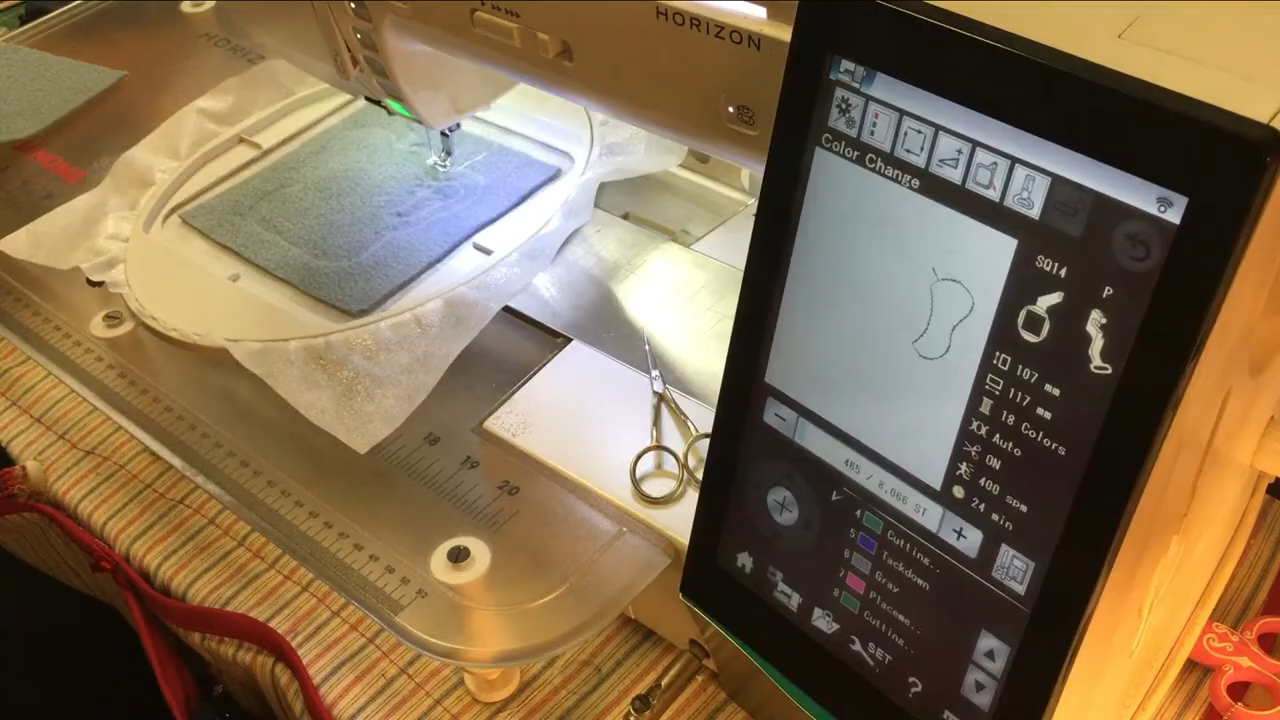 HORIZON
HORIZ
Color Change
SQ14
P
107 mm
117 mm
18 Colors
Auto
ON
400 spm
24 min
465 / 8,066 ST
4 Cutting..
5 Tackdown
6 Gray
7 Placeme..
8 Cutting..
SET
?
18
19
20